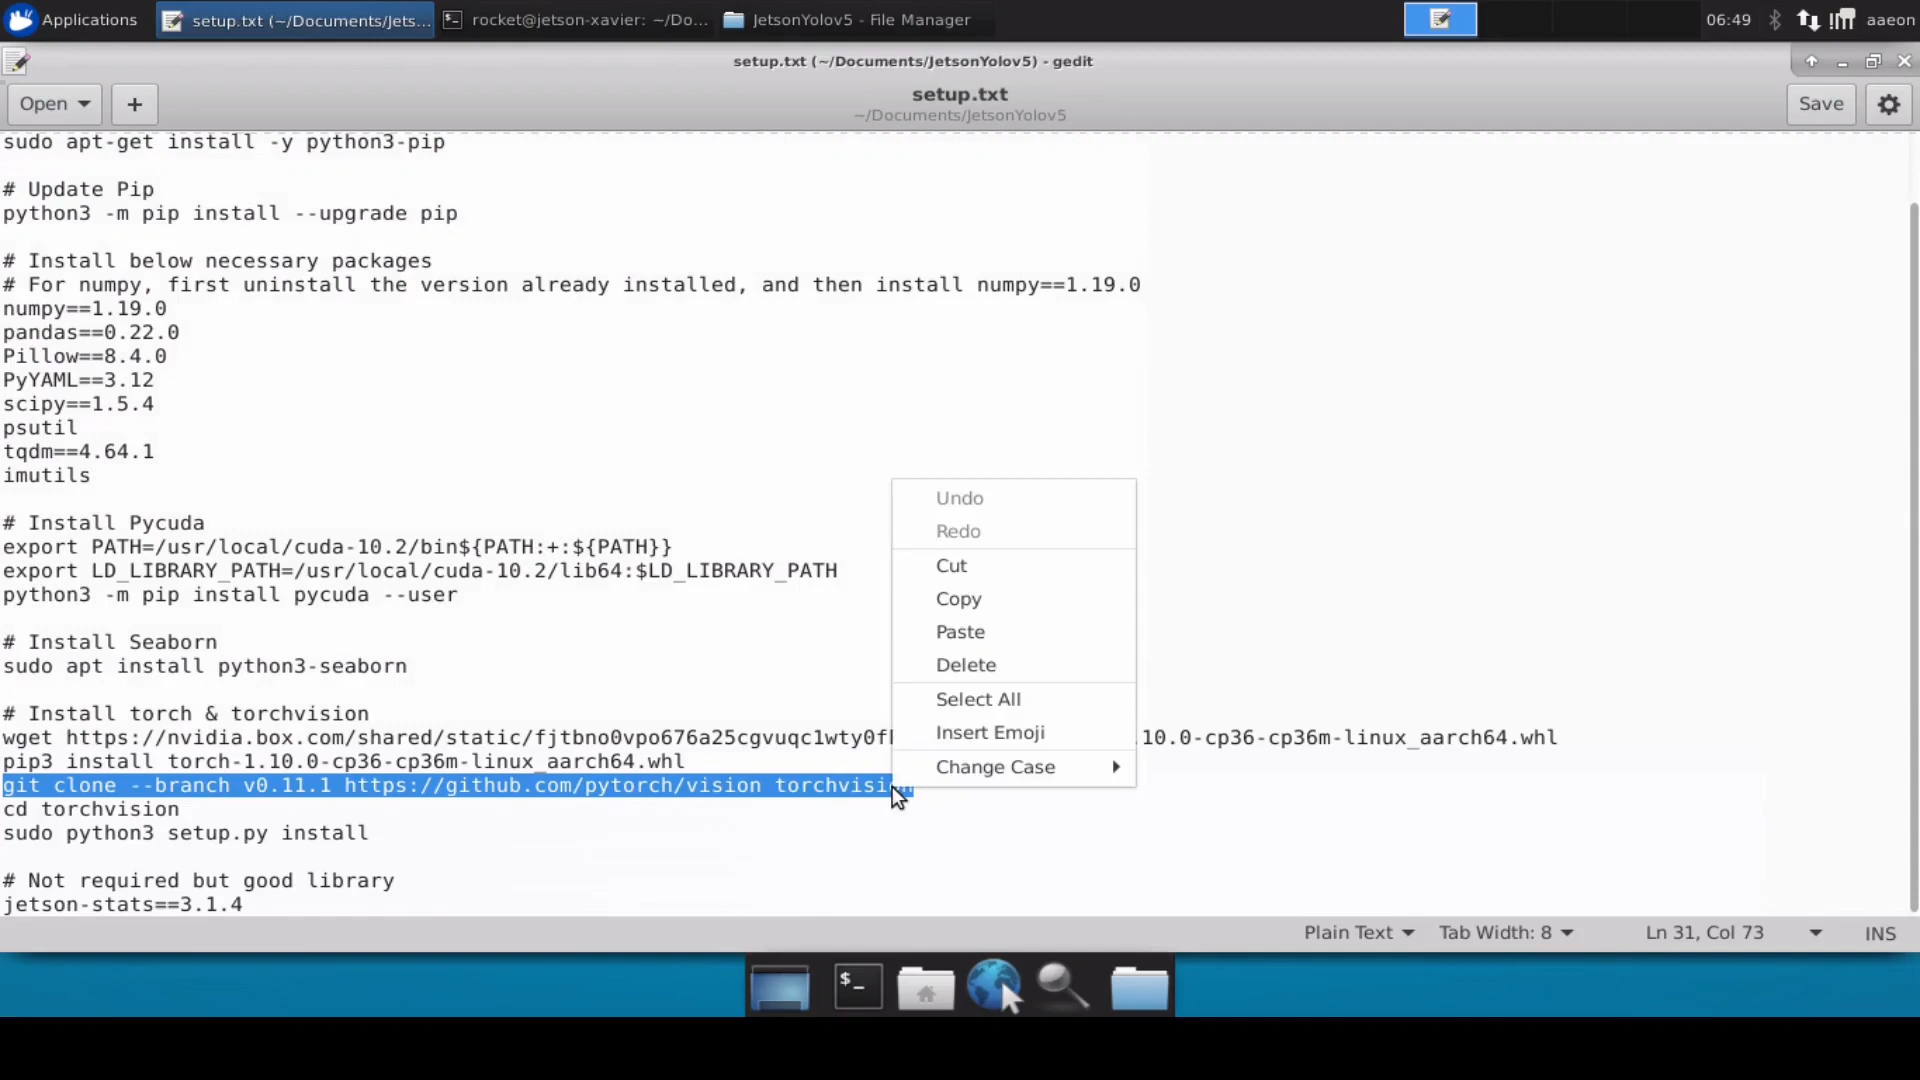 Applications
setup.txt (~/Documents/Jets...
rocket@jetson-xavier: ~/Do...
JetsonYolov5 - File Manager
06:49
aaeon
setup.txt (~/Documents/JetsonYolov5) - gedit
Open
+
setup.txt
~/Documents/JetsonYolov5
Save
sudo apt-get install -y python3-pip
# Update Pip
python3 -m pip install --upgrade pip
# Install below necessary packages
# For numpy, first uninstall the version already installed, and then install numpy==1.19.0
numpy==1.19.0
pandas==0.22.0
Pillow==8.4.0
PyYAML==3.12
scipy==1.5.4
psutil
tqdm==4.64.1
imutils
# Install Pycuda
export PATH=/usr/local/cuda-10.2/bin${PATH:+:${PATH}}
export LD_LIBRARY_PATH=/usr/local/cuda-10.2/lib64:$LD_LIBRARY_PATH
python3 -m pip install pycuda --user
# Install Seaborn
sudo apt install python3-seaborn
# Install torch & torchvision
wget https://nvidia.box.com/shared/static/fjtbno0vpo676a25cgvuqc1wty0f 10.0-cp36-cp36m-linux_aarch64.whl
pip3 install torch-1.10.0-cp36-cp36m-linux_aarch64.whl
git clone --branch v0.11.1 https://github.com/pytorch/vision torchvision
cd torchvision
sudo python3 setup.py install
# Not required but good library
jetson-stats==3.1.4
Undo
Redo
Cut
Copy
Paste
Delete
Select All
Insert Emoji
Change Case
Plain Text
Tab Width: 8
Ln 31, Col 73
INS
$_